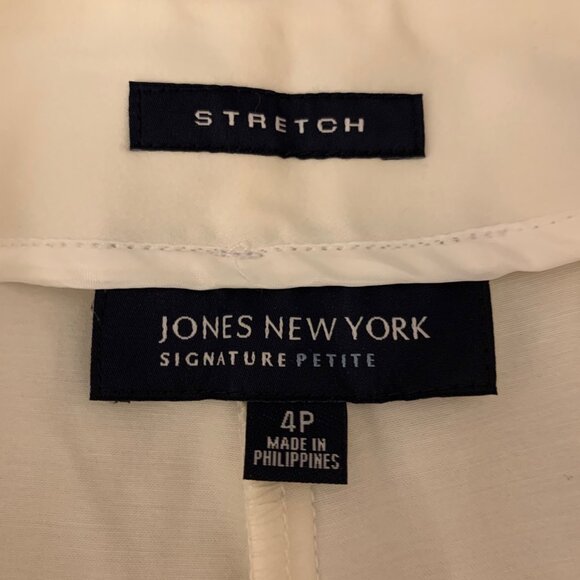 STRETCH
JONES NEW YORK
SIGNATURE PETITE
4P
MADE IN
PHILIPPINES